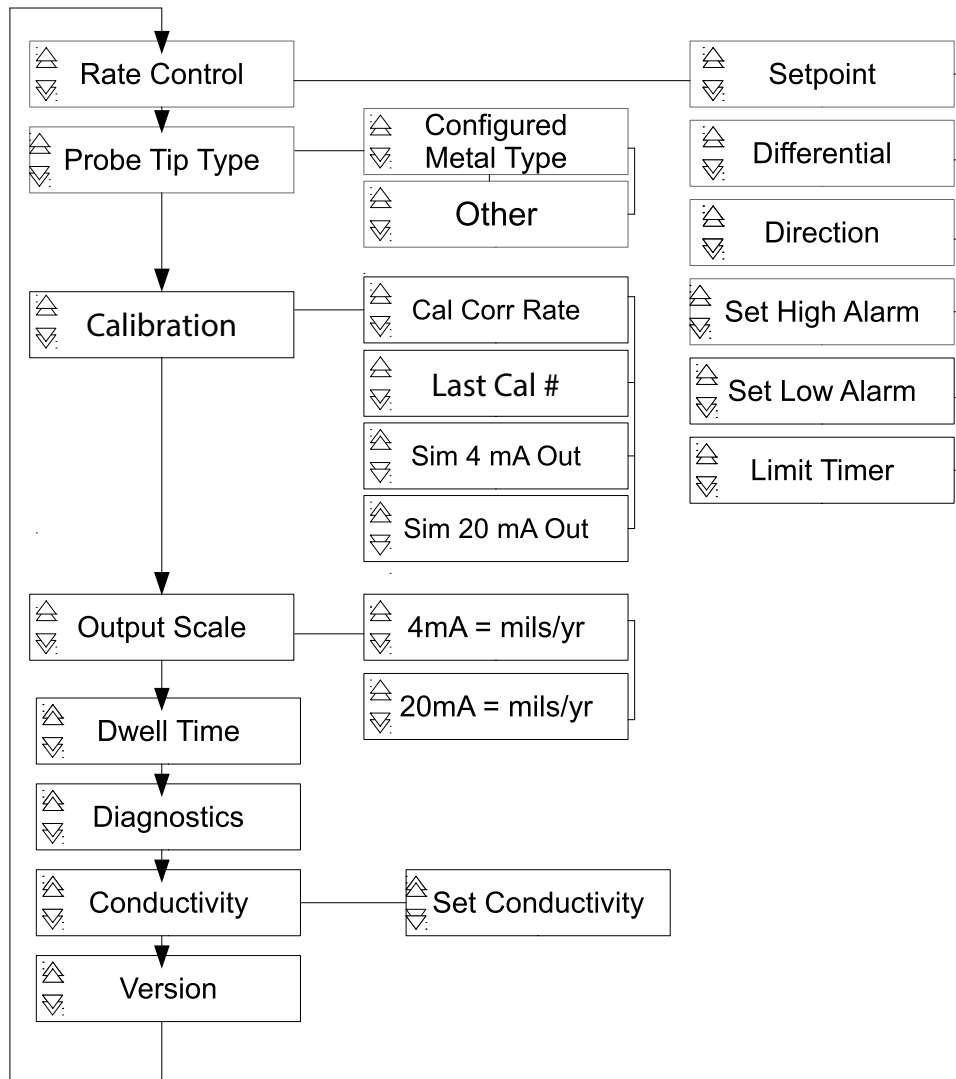 Rate Control
Setpoint
Probe Tip Type
Configured
Metal Type
Differential
Other
Direction
Calibration
Cal Corr Rate
Set High Alarm
Last Cal #
Set Low Alarm
Sim 4 mA Out
Limit Timer
Sim 20 mA Out
Output Scale
4mA = mils/yr
20mA = mils/yr
Dwell Time
Diagnostics
Conductivity
Set Conductivity
Version